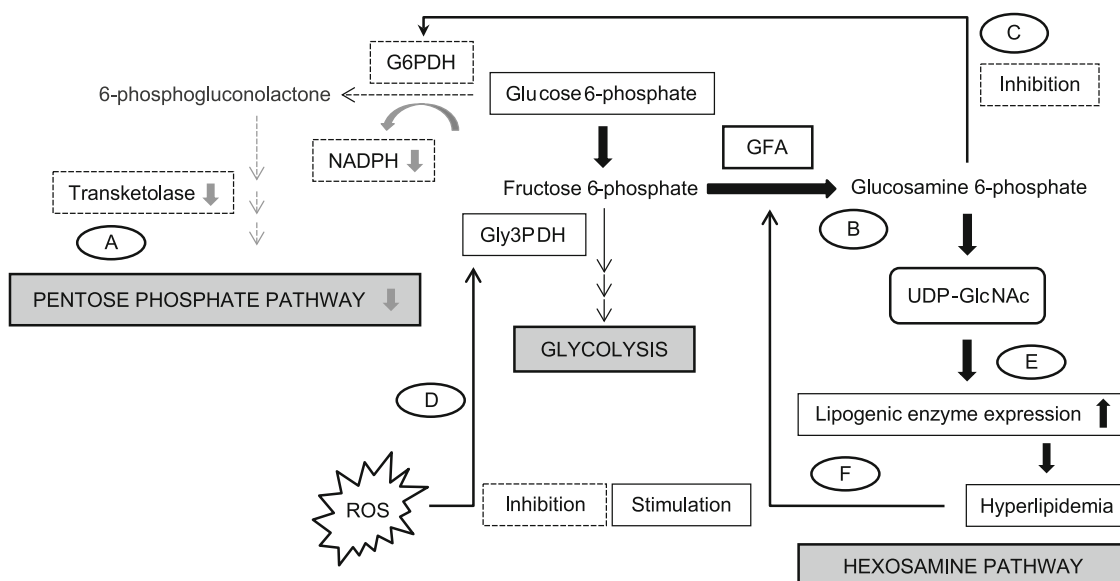 C
G6PDH
Inhibition
6-phosphogluconolactone
Glucose 6-phosphate
NADPH
GFA
Transketolase
Fructose 6-phosphate
Glucosamine 6-phosphate
A
Gly3PDH
B
PENTOSE PHOSPHATE PATHWAY
UDP-GlcNAc
GLYCOLYSIS
E
D
Lipogenic enzyme expression
F
ROS
Inhibition
Stimulation
Hyperlipidemia
HEXOSAMINE PATHWAY